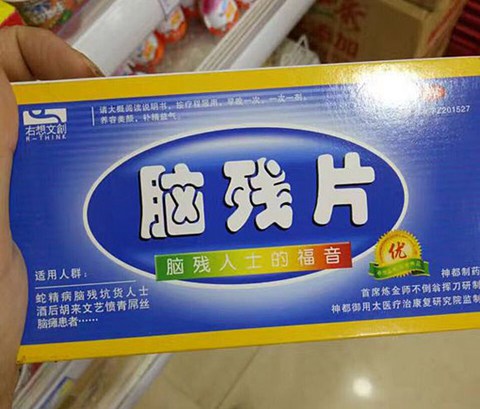 右想文創
R-THINK
请大概阅读说明书，按疗程服用，早晚一次，一次一剂，
养容美颜，补精益气。
Z201527
脑残片
脑残人士的福音
适用人群：
蛇精病脑残坑货人士
酒后胡来文艺愤青屌丝
脑瘫患者……
优
神都制药
首席炼金师不倒翁挥刀研制
神都御用太医疗治康复研究院监制